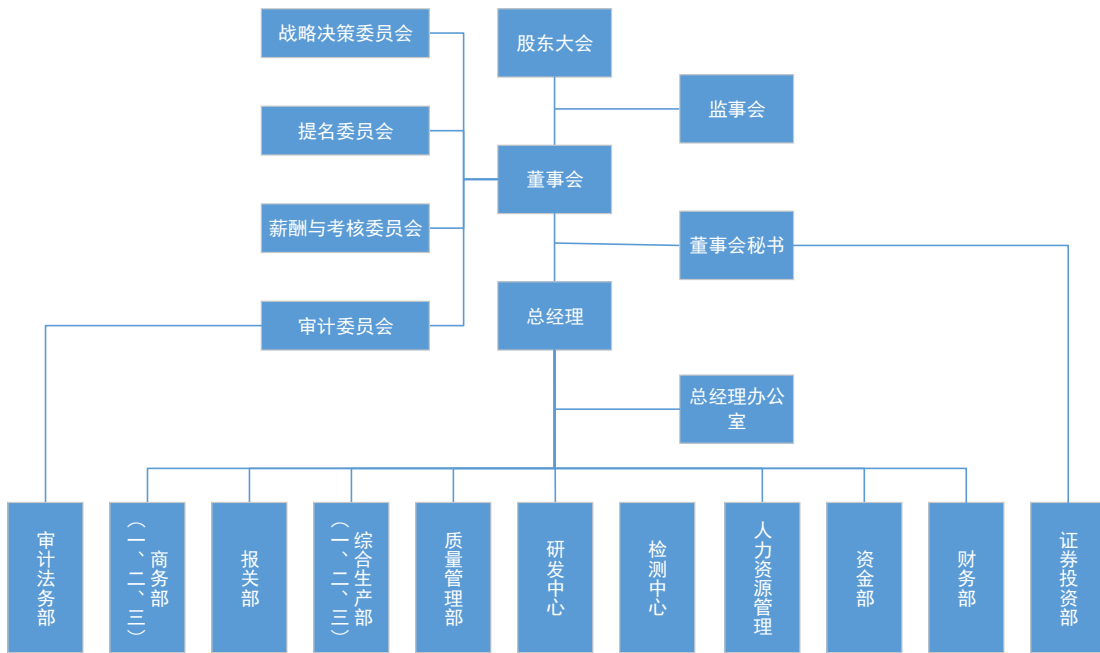 战略决策委员会
股东大会
监事会
提名委员会
董事会
薪酬与考核委员会
董事会秘书
总经理
审计委员会
总经理办公
室
审计法务部
商务部
（一、二、三）
报关部
综合生产部
（一、二、三）
质量管理部
研发中心
检测中心
人力资源管理
资金部
财务部
证券投资部